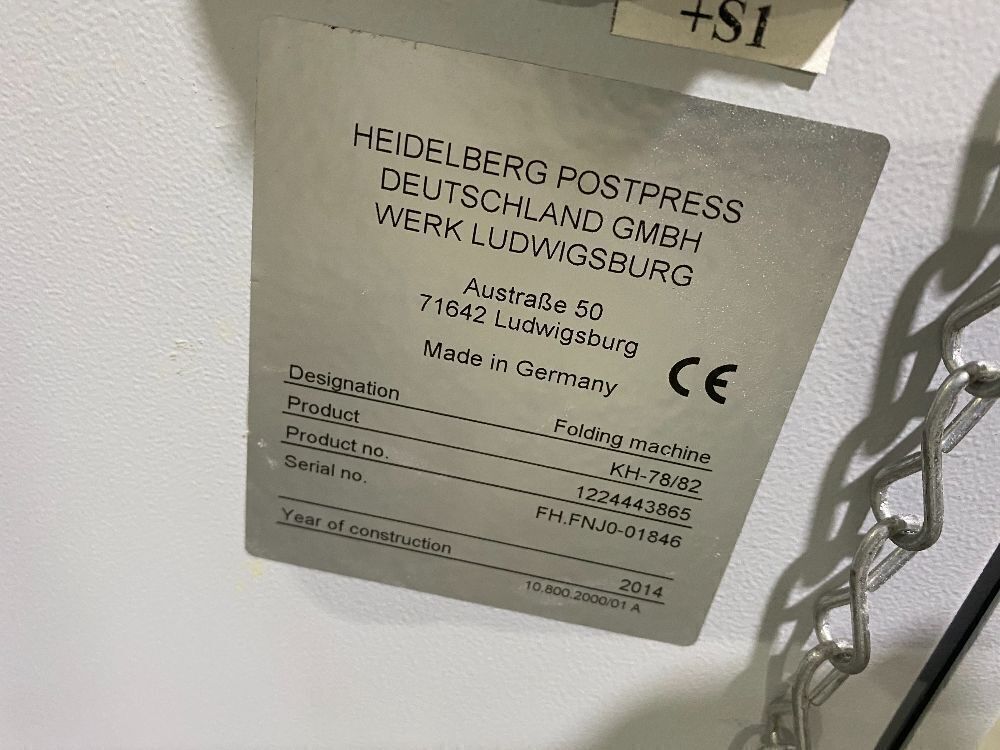 +S1
HEIDELBERG POSTPRESS
DEUTSCHLAND GMBH
WERK LUDWIGSBURG
Austraße 50
71642 Ludwigsburg
Made in Germany CE
Designation Folding machine
Product KH-78/82
Product no. 1224443865
Serial no. FH.FNJ0-01846
Year of construction 2014
10.800.2000/01 A